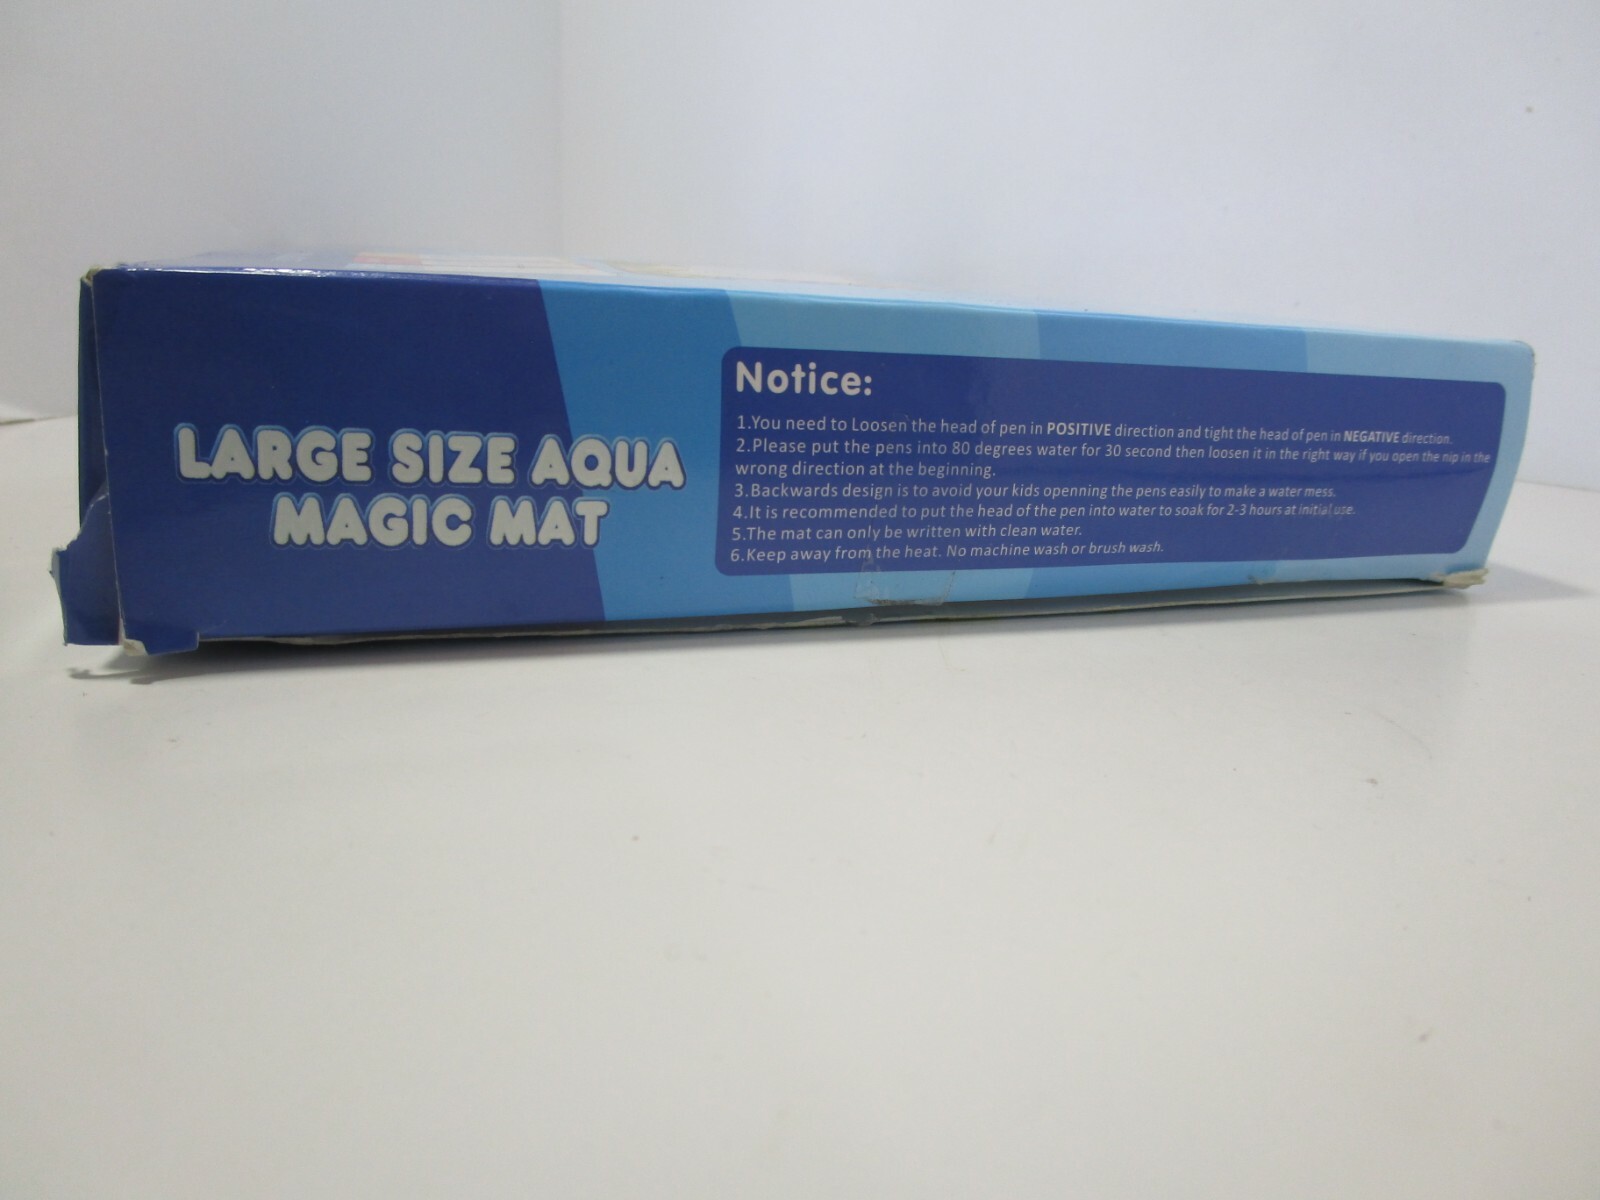 LARGE SIZE AQUA
MAGIC MAT
Notice:
1.You need to Loosen the head of pen in POSITIVE direction and tight the head of pen in NEGATIVE direction.
2.Please put the pens into 80 degrees water for 30 second then loosen it in the right way if you open the nip in the
wrong direction at the beginning.
3.Backwards design is to avoid your kids openning the pens easily to make a water mess.
4.It is recommended to put the head of the pen into water to soak for 2-3 hours at initial use.
5.The mat can only be written with clean water.
6.Keep away from the heat. No machine wash or brush wash.